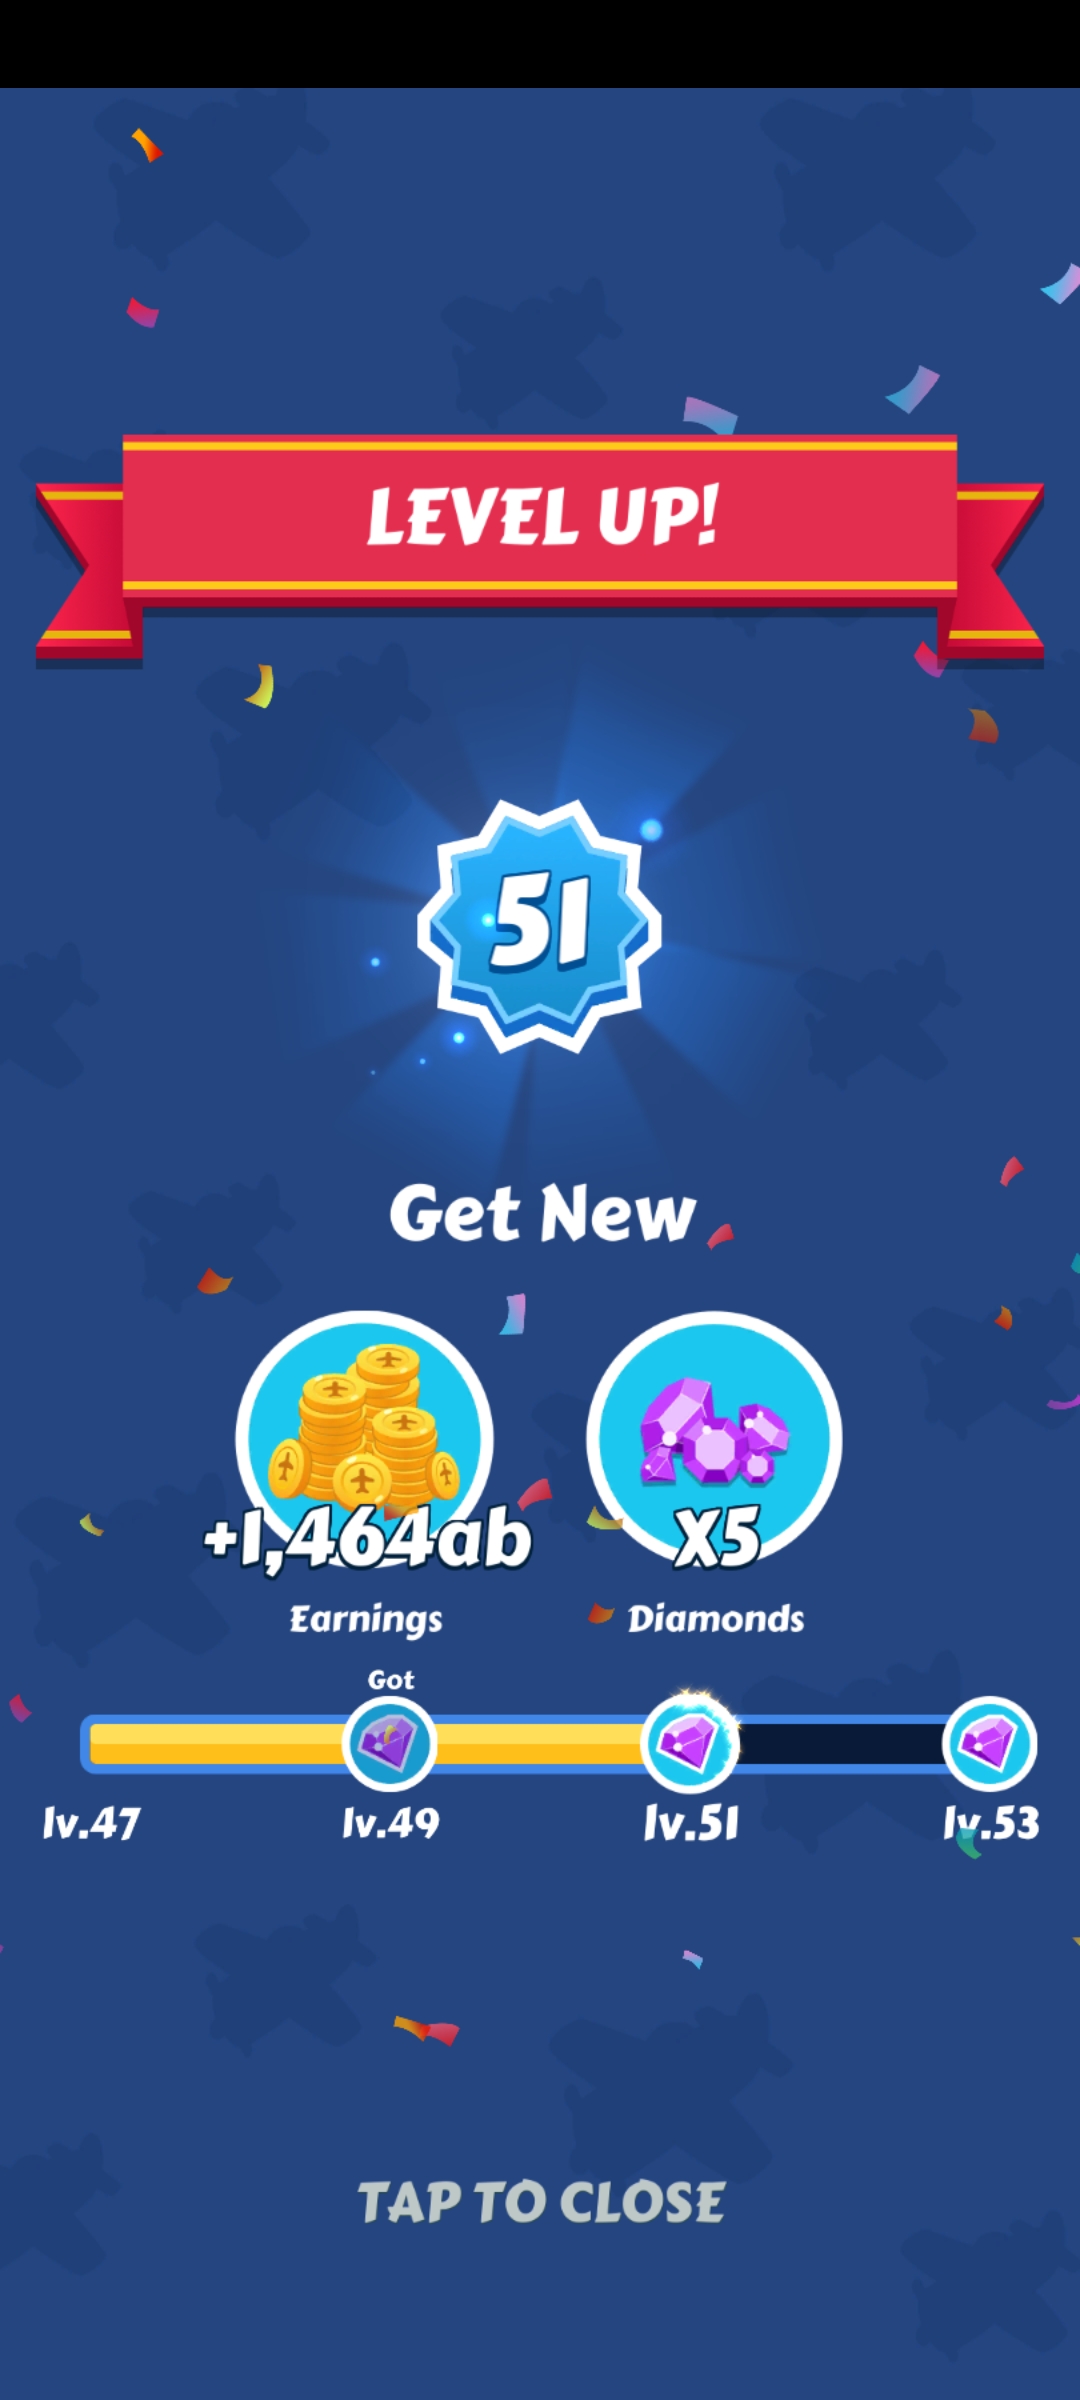 LEVEL UP!
51
Get New
+1,464ab
X5
Earnings
Diamonds
Got
lv.47
lv.49
lv.51
lv.53
TAP TO CLOSE